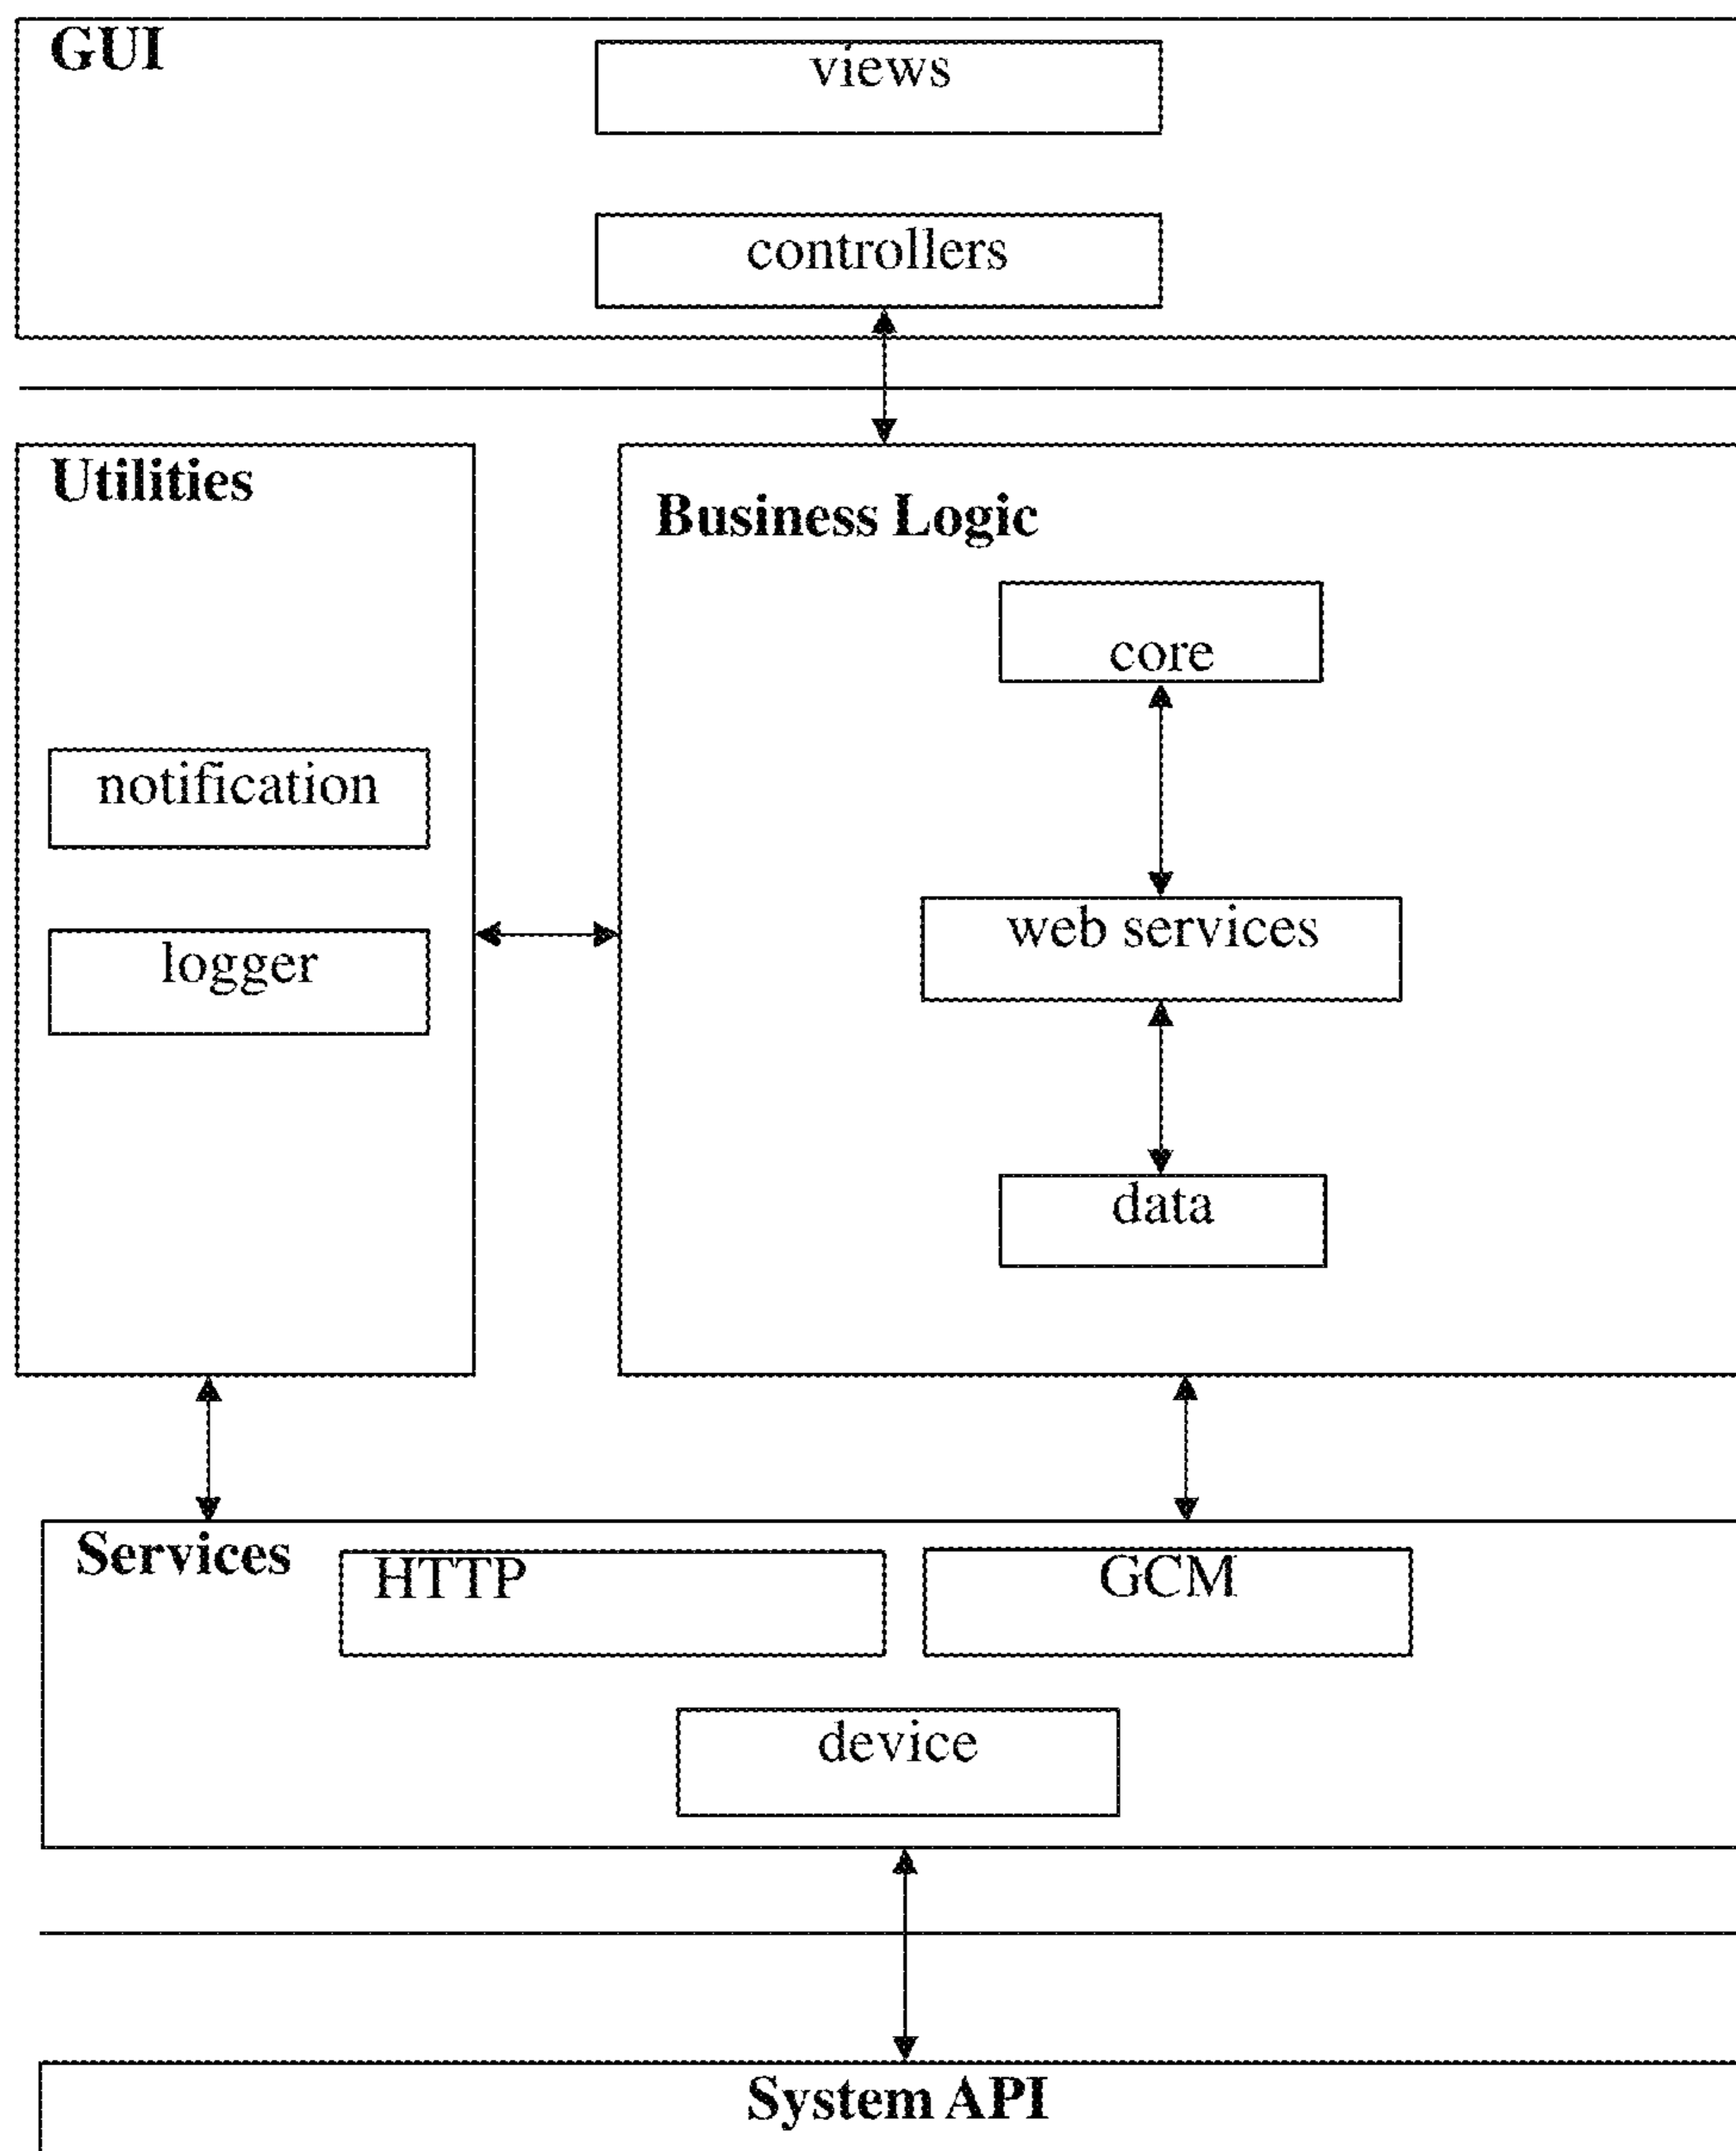 GUI
views
controllers
Utilities
Business Logic
core
notification
web services
logger
data
Services
HTTP
GCM
device
System API